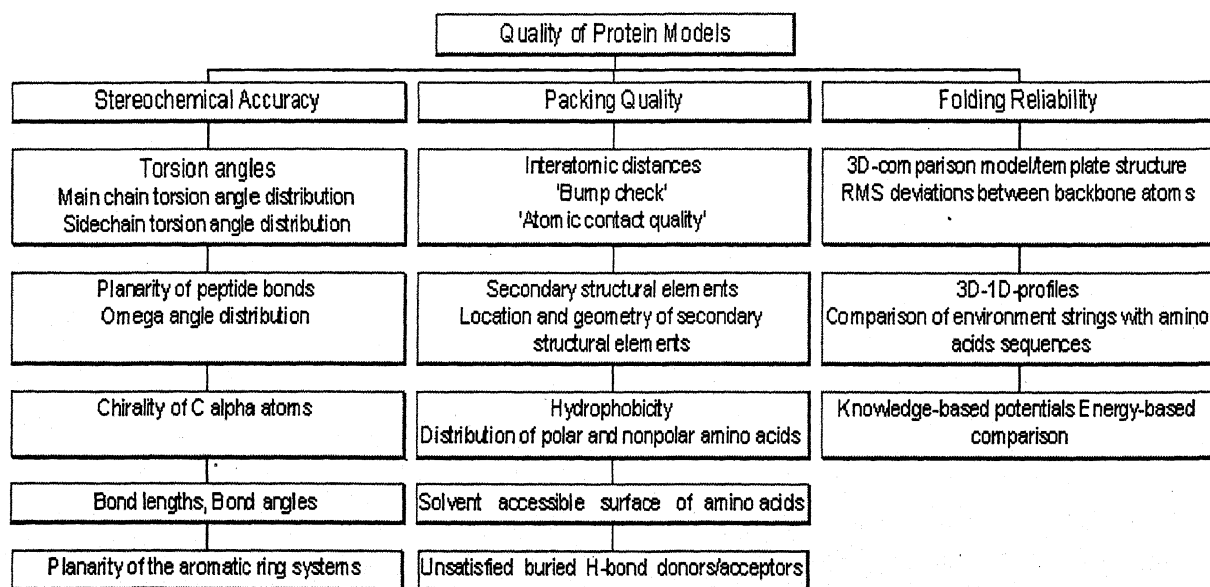 Quality of Protein Models
Stereochemical Accuracy
Torsion angles
Main chain torsion angle distribution
Sidechain torsion angle distribution
Planarity of peptide bonds
Omega angle distribution
Chirality of C alpha atoms
Bond lengths, Bond angles
Planarity of the aromatic ring systems
Packing Quality
Interatomic distances
'Bump check'
'Atomic contact quality'
Secondary structural elements
Location and geometry of secondary
structural elements
Hydrophobicity
Distribution of polar and nonpolar amino acids
Solvent accessible surface of amino acids
Unsatisfied buried H-bond donors/acceptors
Folding Reliability
3D-comparison model/template structure
RMS deviations between backbone atoms
3D-1D-profiles
Comparison of environment strings with amino
acids sequences
Knowledge-based potentials Energy-based
comparison